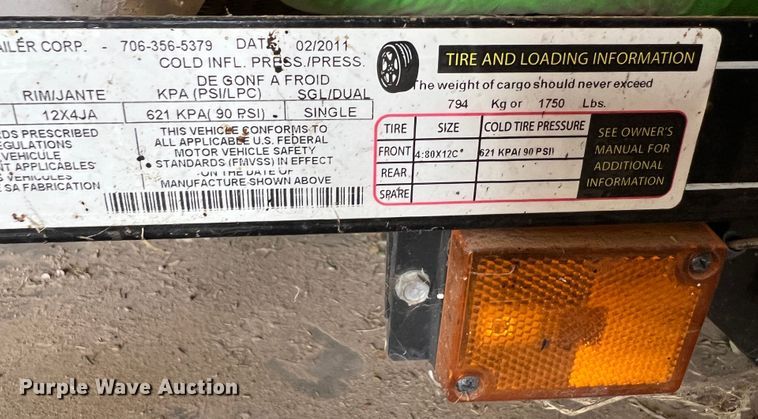 AILER CORP. - 706-356-5379 DATE 02/2011
COLD INFL. PRESS./PRESS.
DE GONF A FROID
RIM/JANTE KPA (PSI/LPC) SGL/DUAL
12X4JA 621 KPA( 90 PSI) SINGLE
RDS PRESCRIBED
EGULATIONS
VEHICULE
NT APPLICABLES
S VEHICULES
E SA FABRICATION
THIS VEHICLE CONFORMS TO
ALL APPLICABLE U.S. FEDERAL
MOTOR VEHICLE SAFETY
STANDARDS (FMVSS) IN EFFECT
ON THE DATE OF
MANUFACTURE SHOWN ABOVE
TIRE AND LOADING INFORMATION
The weight of cargo should never exceed
794 Kg or 1750 Lbs.
TIRE SIZE COLD TIRE PRESSURE
FRONT 4:80X12C* 621 KPA( 90 PSI)
REAR
SPARE
SEE OWNER'S
MANUAL FOR
ADDITIONAL
INFORMATION
Purple Wave Auction